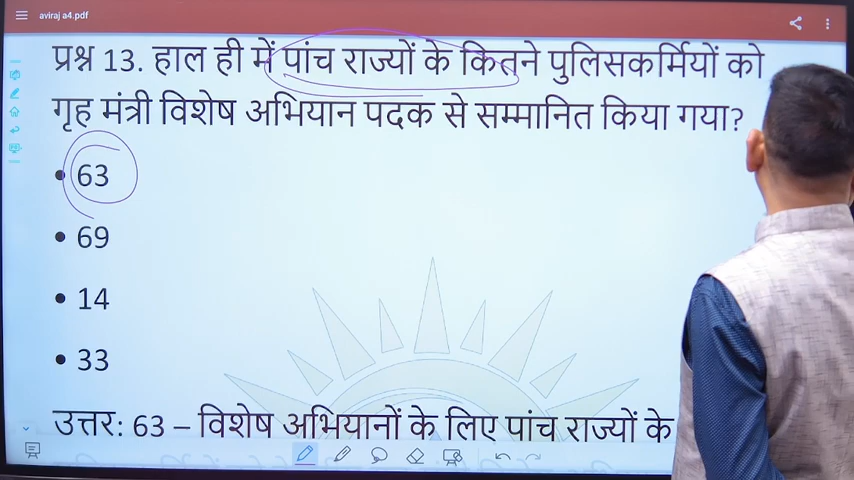 aviraj a4.pdf
प्रश्न 13. हाल ही में पांच राज्यों के कितने पुलिसकर्मियों को
गृह मंत्री विशेष अभियान पदक से सम्मानित किया गया?
• 63
• 69
• 14
• 33
उत्तर: 63 – विशेष अभियानों के लिए पांच राज्यों के